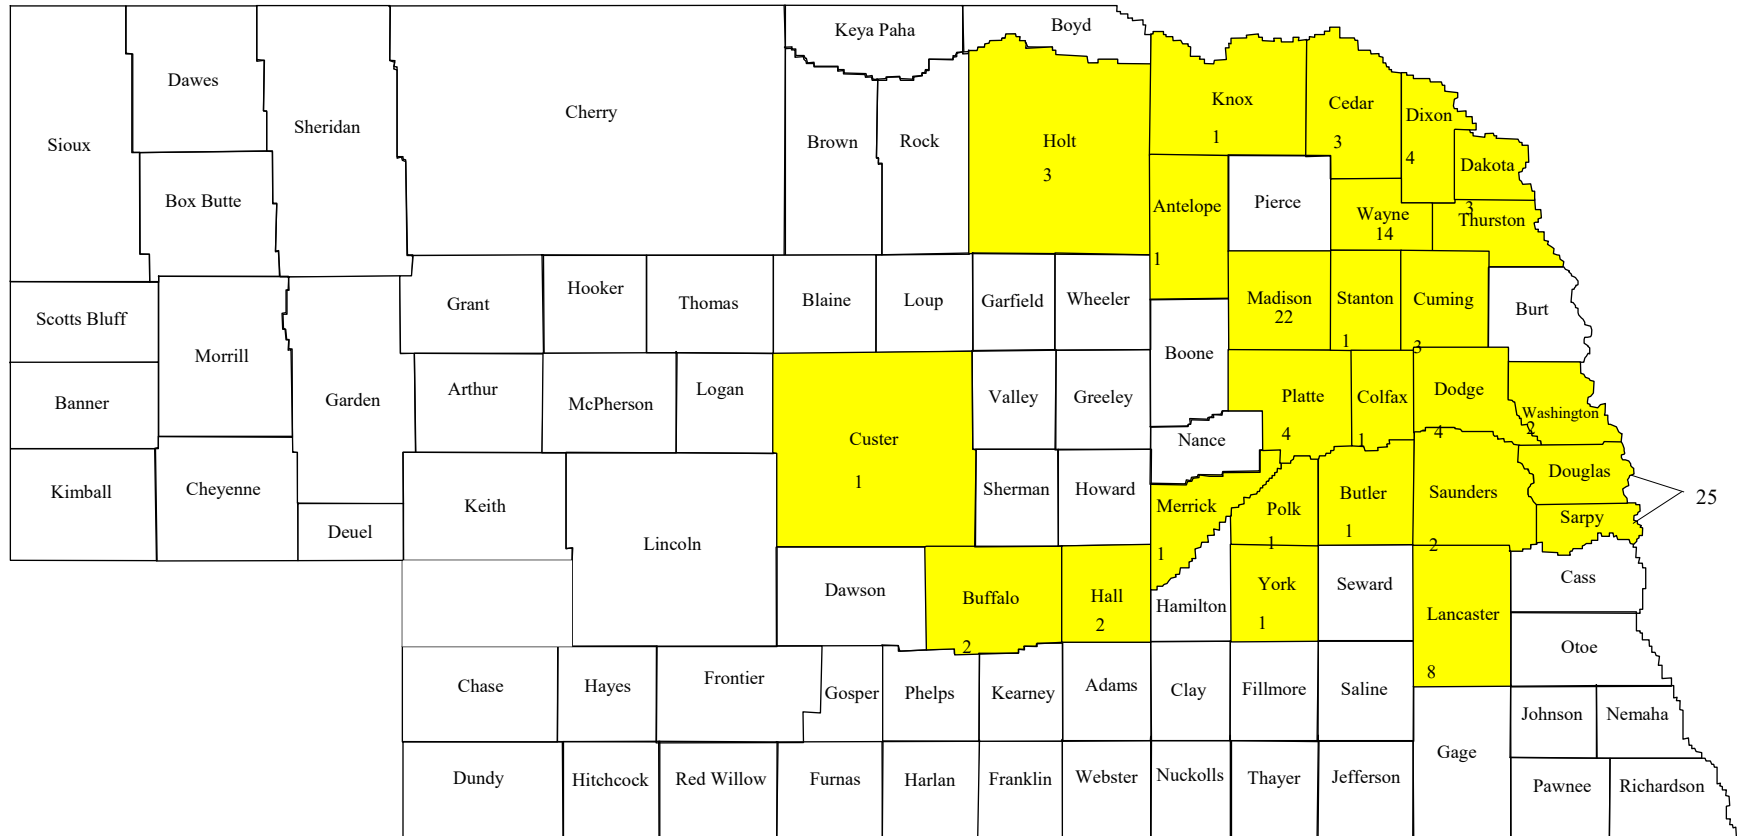 Sioux
Dawes
Box Butte
Sheridan
Cherry
Keya Paha
Boyd
Brown
Rock
Holt
3
Knox
1
Cedar
3
Dixon
4
Dakota
3
Antelope
1
Pierce
Wayne
14
Thurston
Scotts Bluff
Banner
Kimball
Morrill
Cheyenne
Garden
Deuel
Grant
Hooker
Thomas
Blaine
Loup
Garfield
Wheeler
Boone
Madison
22
Stanton
1
Cuming
3
Burt
Arthur
McPherson
Logan
Custer
1
Valley
Greeley
Nance
Platte
4
Colfax
1
Dodge
4
Washington
2
Keith
Lincoln
Sherman
Howard
Merrick
1
Polk
1
Butler
1
Saunders
2
Douglas
Sarpy
25
Dawson
Buffalo
2
Hall
2
Hamilton
York
1
Seward
Lancaster
8
Cass
Otoe
Chase
Hayes
Frontier
Gosper
Phelps
Kearney
Adams
Clay
Fillmore
Saline
Gage
Johnson
Nemaha
Dundy
Hitchcock
Red Willow
Furnas
Harlan
Franklin
Webster
Nuckolls
Thayer
Jefferson
Pawnee
Richardson